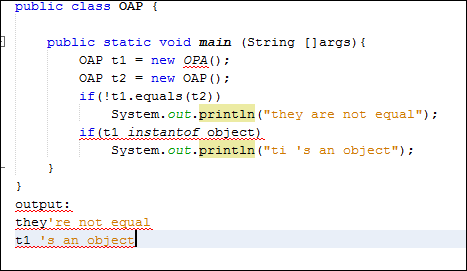 public class OAP {
public static void main (String []args){
OAP t1 = new OPA();
OAP t2 = new OAP();
if(!t1.equals(t2))
System.out.println("they are not equal");
if(t1 instantof object)
System.out.println("ti 's an object");
}
}
output:
they're not equal
t1 's an object